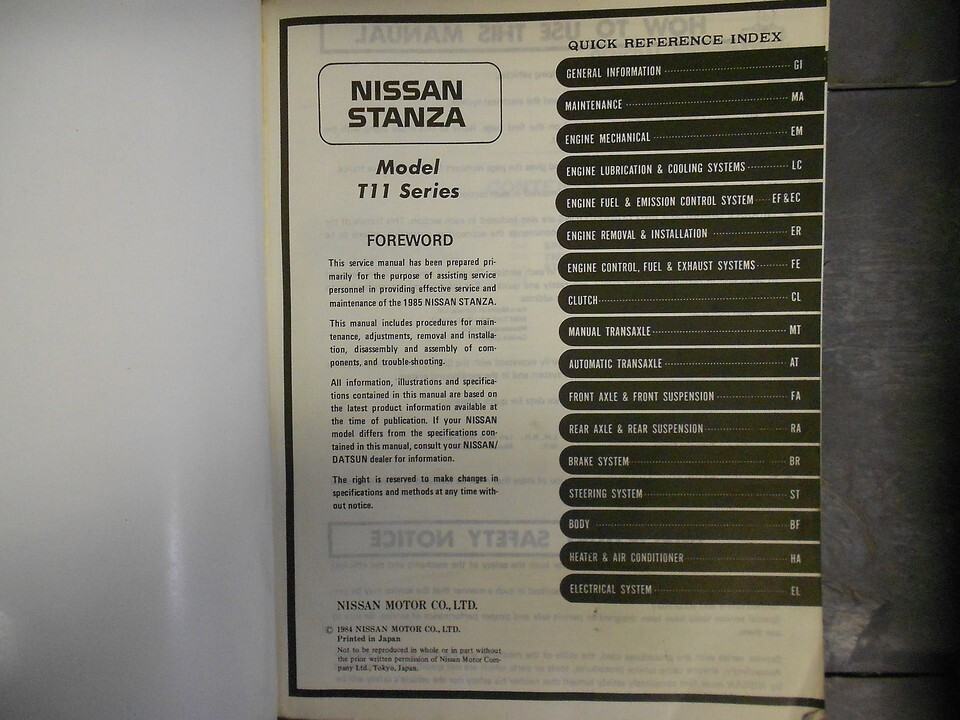 NISSAN
STANZA
Model
T11 Series
FOREWORD
This service manual has been prepared pri-
marily for the purpose of assisting service
personnel in providing effective service and
maintenance of the 1985 NISSAN STANZA.
This manual includes procedures for main-
tenance, adjustments, removal and installa-
tion, disassembly and assembly of com-
ponents, and trouble-shooting.
All information, illustrations and specifica-
tions contained in this manual are based on
the latest product information available at
the time of publication. If your NISSAN
model differs from the specifications con-
tained in this manual, consult your NISSAN/
DATSUN dealer for information.
The right is reserved to make changes in
specifications and methods at any time with-
out notice.
NISSAN MOTOR CO., LTD.
© 1984 NISSAN MOTOR CO., LTD.
Printed in Japan
Not to be reproduced in whole or in part without
the prior written permission of Nissan Motor Com-
pany Ltd., Tokyo, Japan.
QUICK REFERENCE INDEX
GENERAL INFORMATION GI
MAINTENANCE MA
ENGINE MECHANICAL EM
ENGINE LUBRICATION & COOLING SYSTEMS LC
ENGINE FUEL & EMISSION CONTROL SYSTEM EF & EC
ENGINE REMOVAL & INSTALLATION ER
ENGINE CONTROL, FUEL & EXHAUST SYSTEMS FE
CLUTCH CL
MANUAL TRANSAXLE MT
AUTOMATIC TRANSAXLE AT
FRONT AXLE & FRONT SUSPENSION FA
REAR AXLE & REAR SUSPENSION RA
BRAKE SYSTEM BR
STEERING SYSTEM ST
BODY BF
HEATER & AIR CONDITIONER HA
ELECTRICAL SYSTEM EL
HOW TO USE THIS MANUAL
SAFETY NOTICE